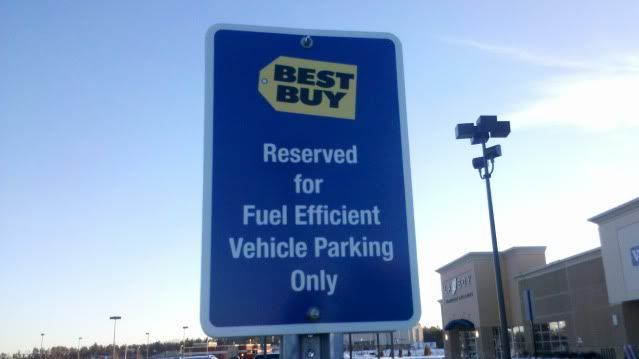 BEST
BUY
Reserved
for
Fuel Efficient
Vehicle Parking
Only